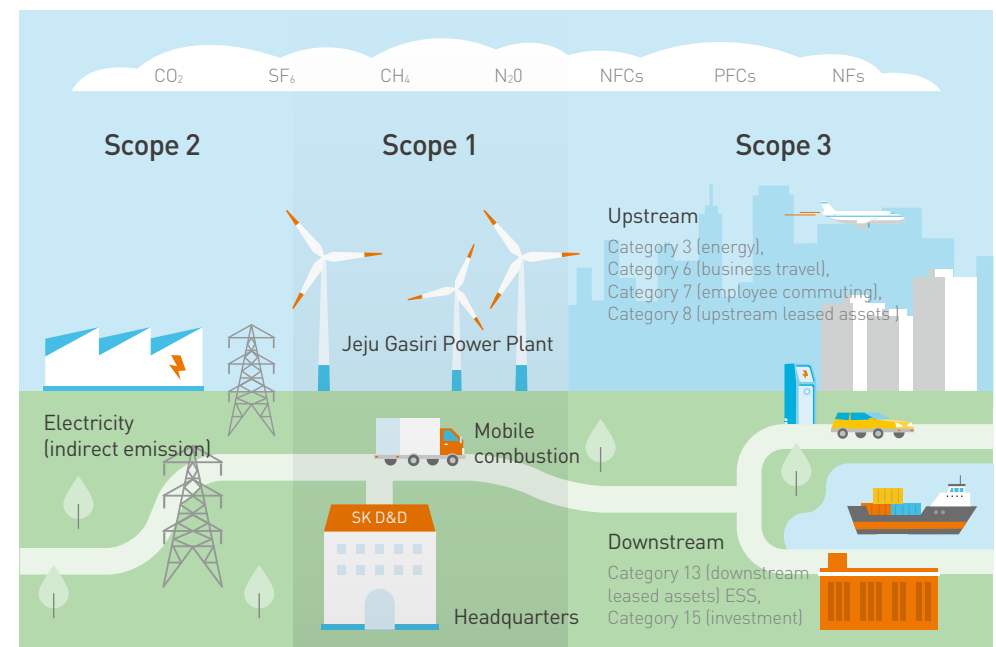 CO₂ SF₆ CH₄ N₂0 NFCs PFCs NFs
Scope 2
Scope 1
Scope 3
Upstream
Category 3 (energy),
Category 6 (business travel),
Category 7 (employee commuting),
Category 8 (upstream leased assets )
Jeju Gasiri Power Plant
Electricity
(indirect emission)
Mobile
combustion
SK D&D
Headquarters
Downstream
Category 13 (downstream
leased assets) ESS,
Category 15 (investment)